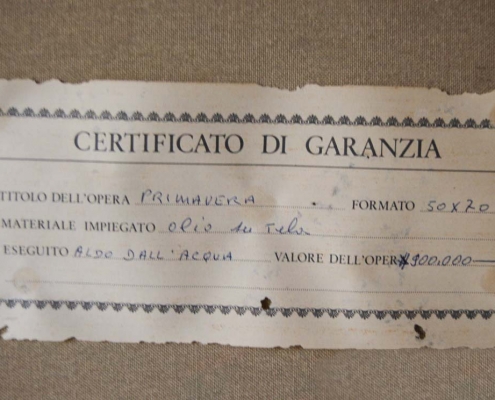 CERTIFICATO DI GARANZIA
TITOLO DELL'OPERA PRIMAVERA FORMATO 50X70
MATERIALE IMPIEGATO olio su tela
ESEGUITO ALDO DALL'ACQUA VALORE DELL'OPERA 900.000